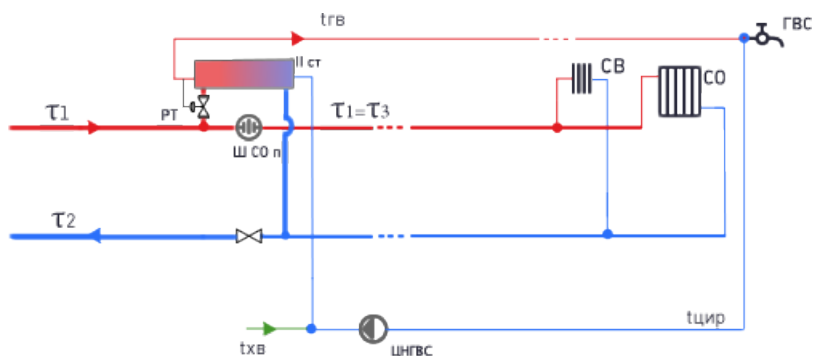 tгв
ГВС
II ст
СВ
СО
τ1
РТ
τ1=τ3
Ш СО п
τ2
tцир
tхв
ЦНГВС